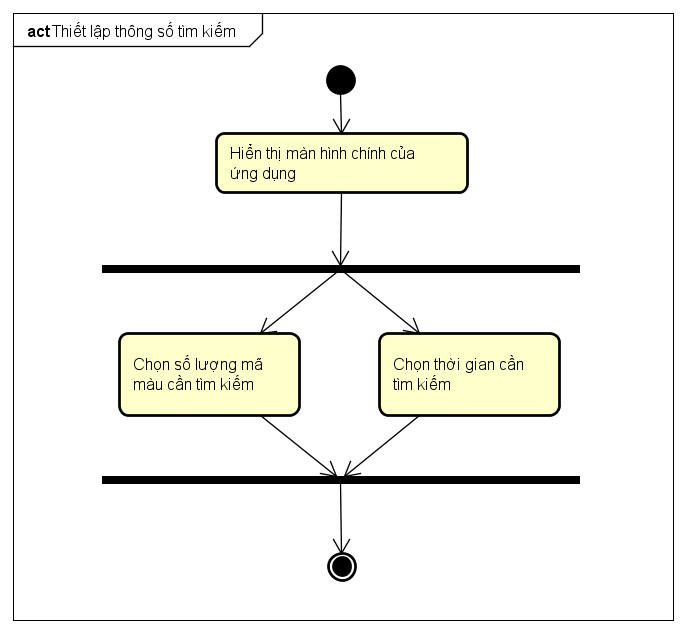 act Thiết lập thông số tìm kiếm
Hiển thị màn hình chính của
ứng dụng
Chọn số lượng mã
màu cần tìm kiếm
Chọn thời gian cần
tìm kiếm